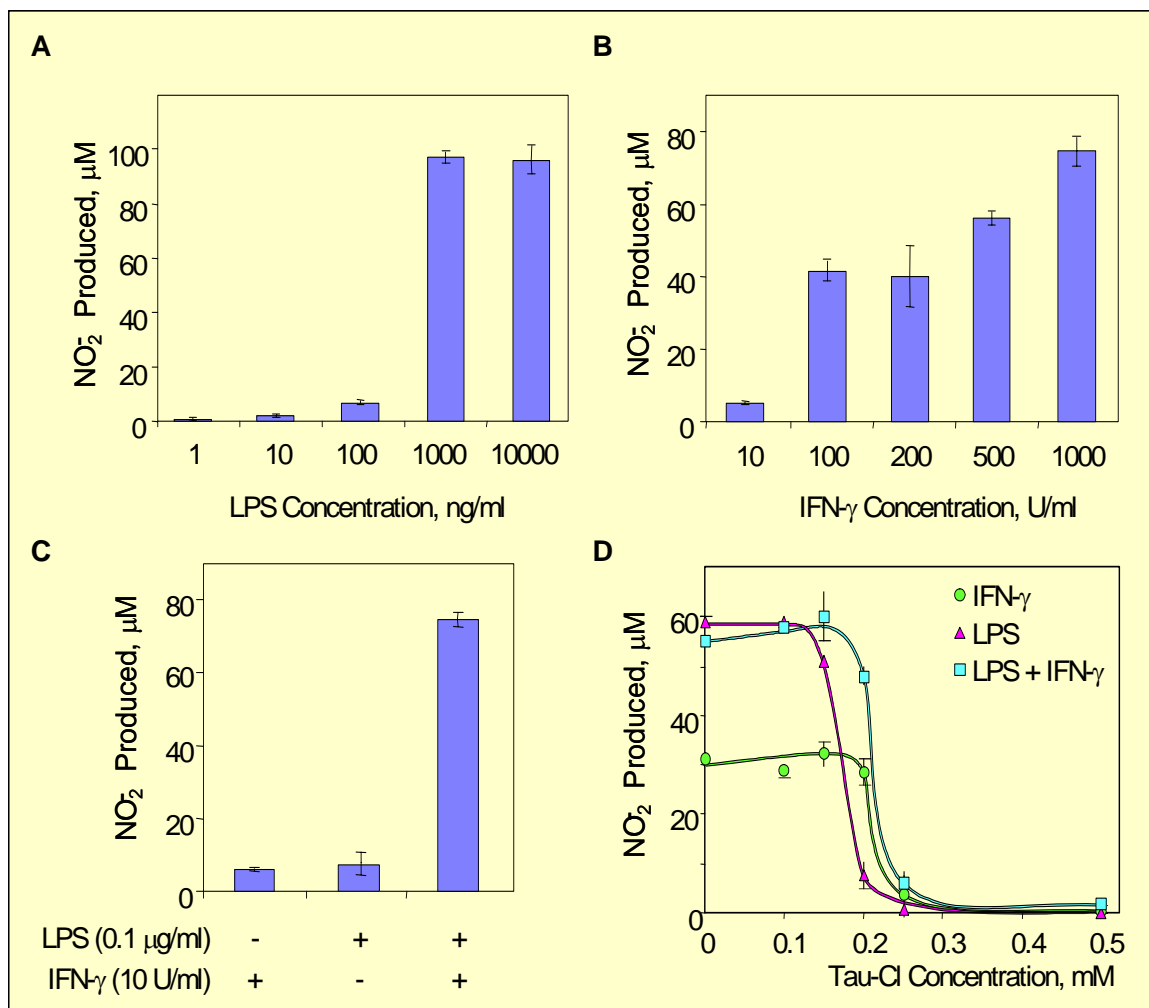 A
NO2- Produced, μM
100
80
60
40
20
0
1 10 100 1000 10000
LPS Concentration, ng/ml
B
NO2- Produced, μM
80
60
40
20
0
10 100 200 500 1000
IFN-γ Concentration, U/ml
C
NO2- Produced, μM
80
60
40
20
0
LPS (0.1 μg/ml) - + +
IFN-γ (10 U/ml) + - +
D
NO2- Produced, μM
60
40
20
0
IFN-γ
LPS
LPS + IFN-γ
0 0.1 0.2 0.3 0.4 0.5
Tau-Cl Concentration, mM